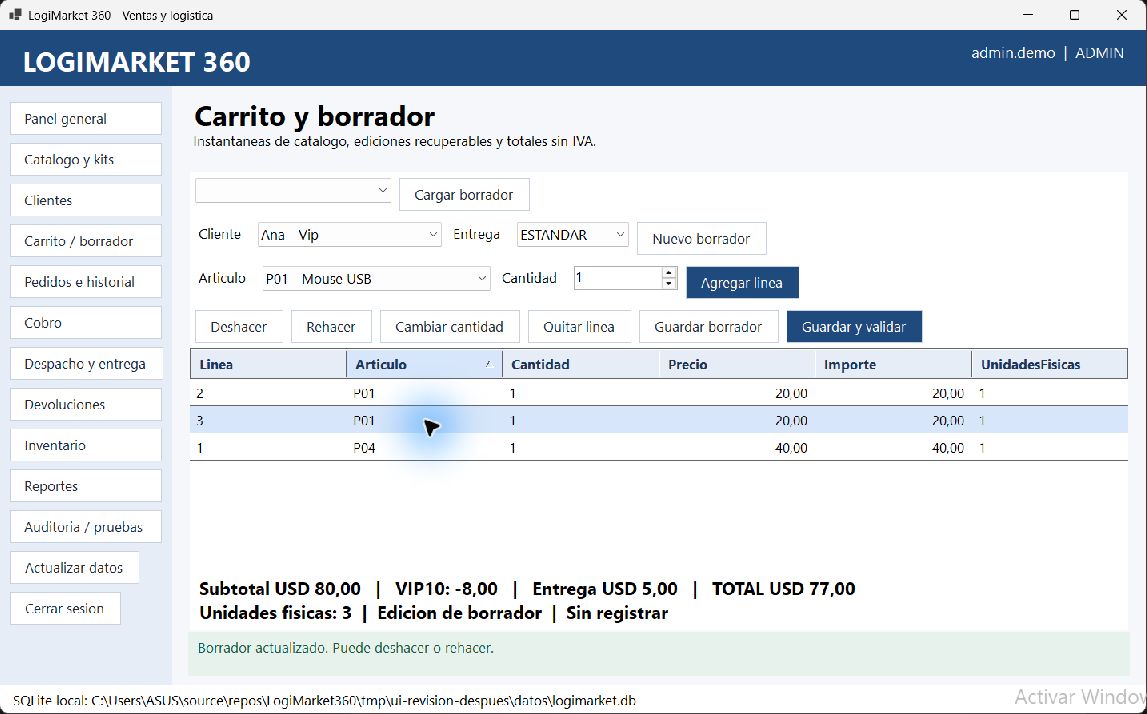 LogiMarket 360   Ventas y logistica
LOGIMARKET 360
admin.demo | ADMIN
Panel general
Catalogo y kits
Clientes
Carrito / borrador
Pedidos e historial
Cobro
Despacho y entrega
Devoluciones
Inventario
Reportes
Auditoria / pruebas
Actualizar datos
Cerrar sesion
Carrito y borrador
Instantaneas de catalogo, ediciones recuperables y totales sin IVA.
Cargar borrador
Cliente Ana   Vip Entrega ESTANDAR Nuevo borrador
Articulo P01   Mouse USB Cantidad 1 Agregar linea
Deshacer Rehacer Cambiar cantidad Quitar linea Guardar borrador Guardar y validar
Linea Articulo Cantidad Precio Importe UnidadesFisicas
2 P01 1 20,00 20,00 1
3 P01 1 20,00 20,00 1
1 P04 1 40,00 40,00 1
Subtotal USD 80,00 | VIP10: -8,00 | Entrega USD 5,00 | TOTAL USD 77,00
Unidades fisicas: 3 | Edicion de borrador | Sin registrar
Borrador actualizado. Puede deshacer o rehacer.
SQLite local: C:\Users\ASUS\source\repos\LogiMarket360\tmp\ui-revision-despues\datos\logimarket.db
Activar Window